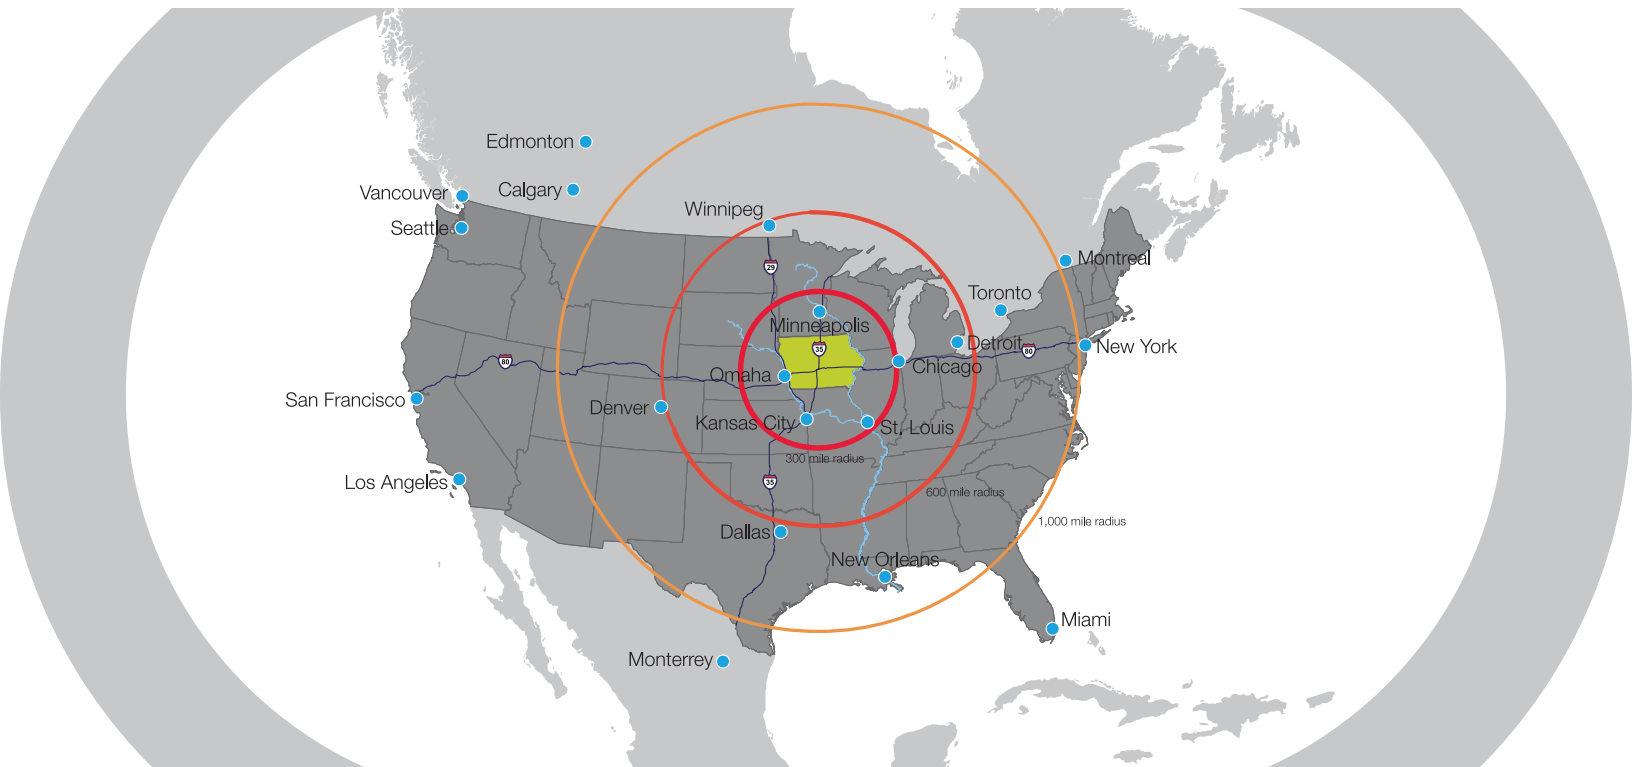 Edmonton
Vancouver
Calgary
Winnipeg
Seattle
Montreal
29
Toronto
Minneapolis
Detroit
35
80
New York
80
Chicago
Omaha
San Francisco
Denver
Kansas City
St. Louis
300 mile radius
Los Angeles
35
600 mile radius
1,000 mile radius
Dallas
New Orleans
Miami
Monterrey